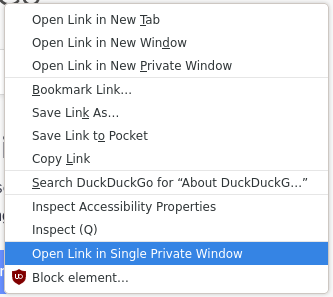 Open Link in New Tab
Open Link in New Window
Open Link in New Private Window
Bookmark Link…
Save Link As…
Save Link to Pocket
Copy Link
Search DuckDuckGo for “About DuckDuckG…”
Inspect Accessibility Properties
Inspect (Q)
Open Link in Single Private Window
Block element…